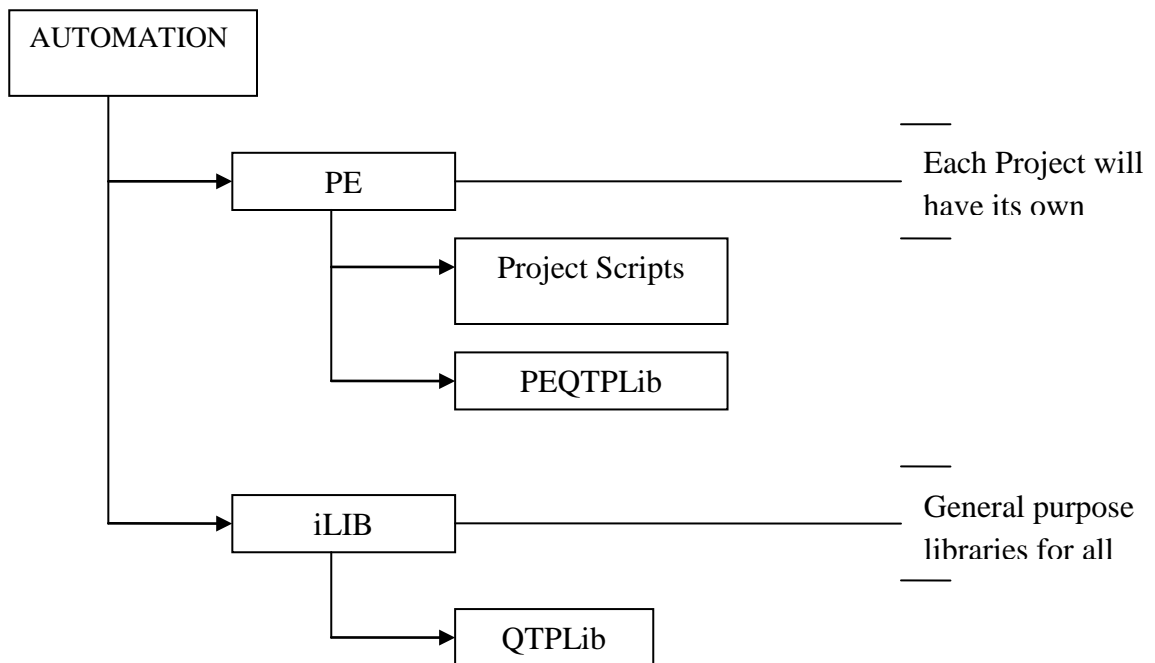 AUTOMATION
PE
Each Project will
have its own
Project Scripts
PEQTPLib
iLIB
General purpose
libraries for all
QTPLib